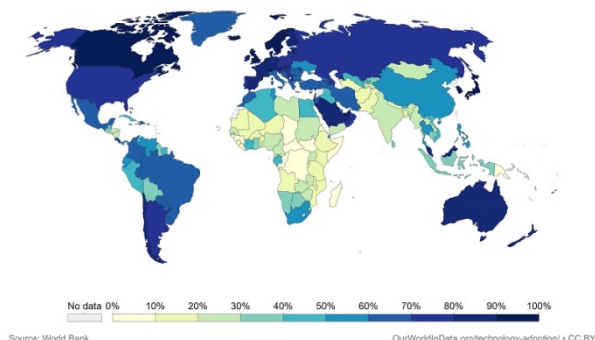 No data 0% 10% 20% 30% 40% 50% 60% 70% 80% 90% 100%
Source: World Bank
OurWorldInData.org/technology-adoption/ • CC BY